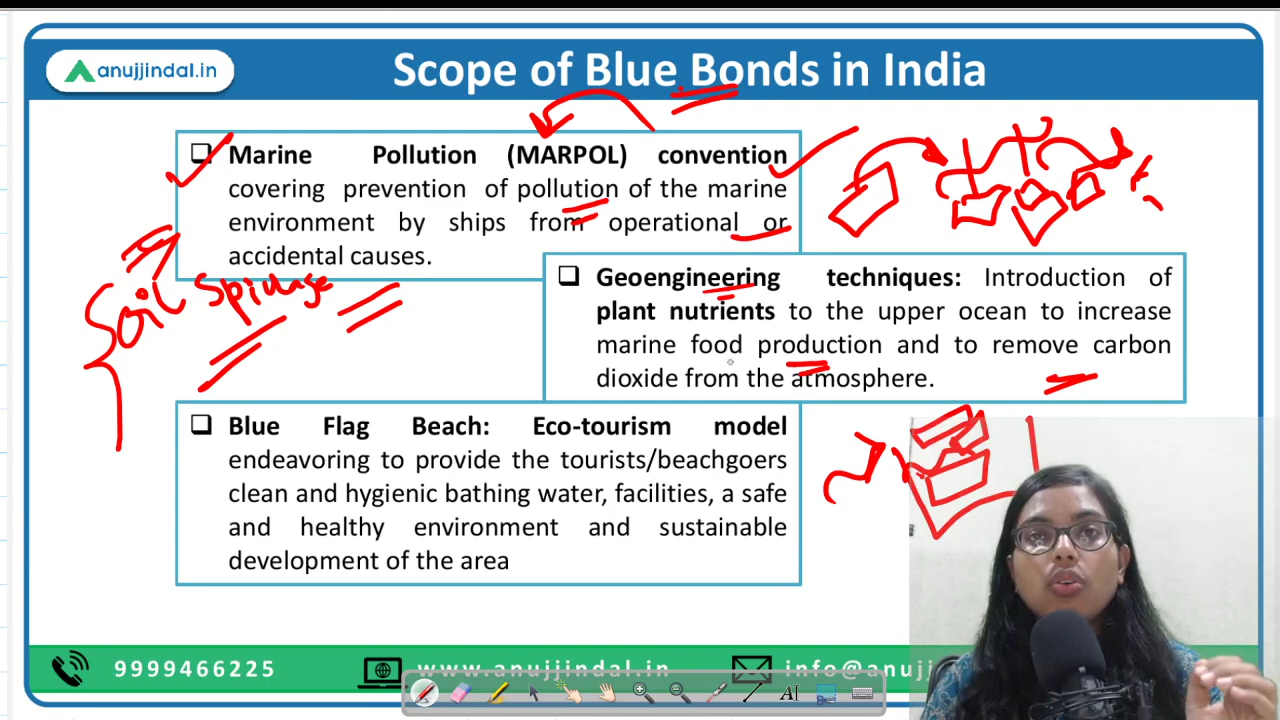 anujjindal.in
Scope of Blue Bonds in India
Marine Pollution (MARPOL) convention
covering prevention of pollution of the marine
environment by ships from operational or
accidental causes.
Soil Spillage
Geoengineering techniques: Introduction of
plant nutrients to the upper ocean to increase
marine food production and to remove carbon
dioxide from the atmosphere.
Blue Flag Beach: Eco-tourism model
endeavoring to provide the tourists/beachgoers
clean and hygienic bathing water, facilities, a safe
and healthy environment and sustainable
development of the area
9999466225
www.anujjindal.in
info@anujj
AI